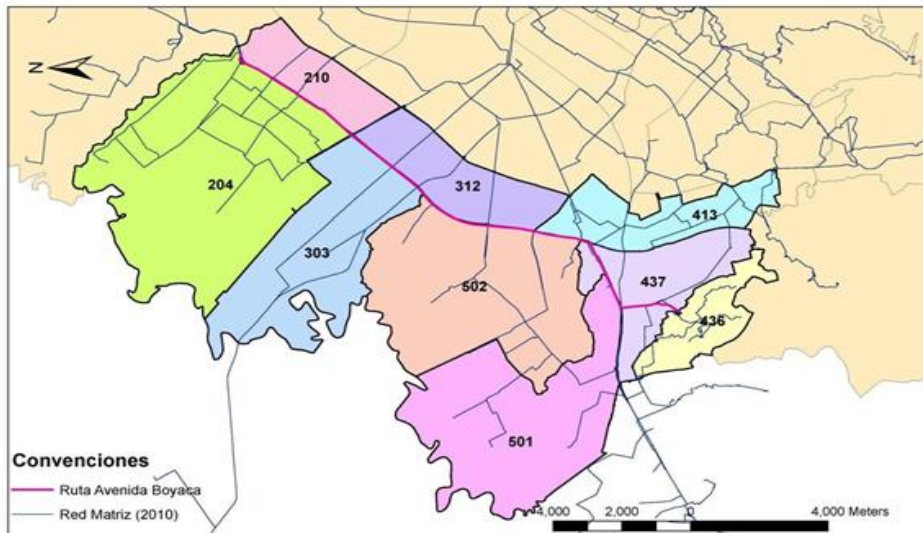 N
210
204
312
413
303
437
502
436
501
Convenciones
Ruta Avenida Boyaca
Red Matriz (2010)
4,000 2,000 0 4,000 Meters